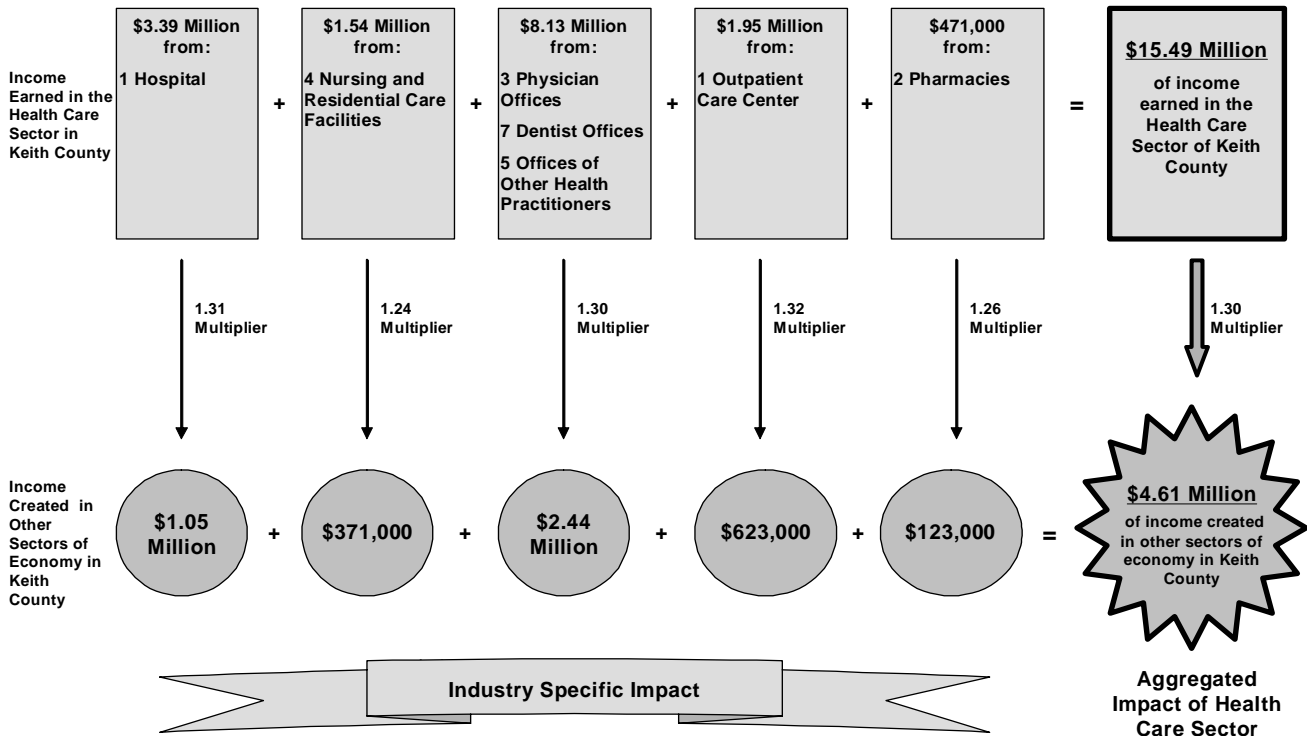 Income
Earned in the
Health Care
Sector in
Keith County
$3.39 Million
from:
1 Hospital
+
$1.54 Million
from:
4 Nursing and
Residential Care
Facilities
+
$8.13 Million
from:
3 Physician
Offices
7 Dentist Offices
5 Offices of
Other Health
Practitioners
+
$1.95 Million
from:
1 Outpatient
Care Center
+
$471,000
from:
2 Pharmacies
=
$15.49 Million
of income
earned in the
Health Care
Sector of Keith
County
1.31
Multiplier
1.24
Multiplier
1.30
Multiplier
1.32
Multiplier
1.26
Multiplier
1.30
Multiplier
Income
Created in
Other
Sectors of
Economy in
Keith
County
$1.05
Million
+
$371,000
+
$2.44
Million
+
$623,000
+
$123,000
=
$4.61 Million
of income created
in other sectors of
economy in Keith
County
Industry Specific Impact
Aggregated
Impact of Health
Care Sector